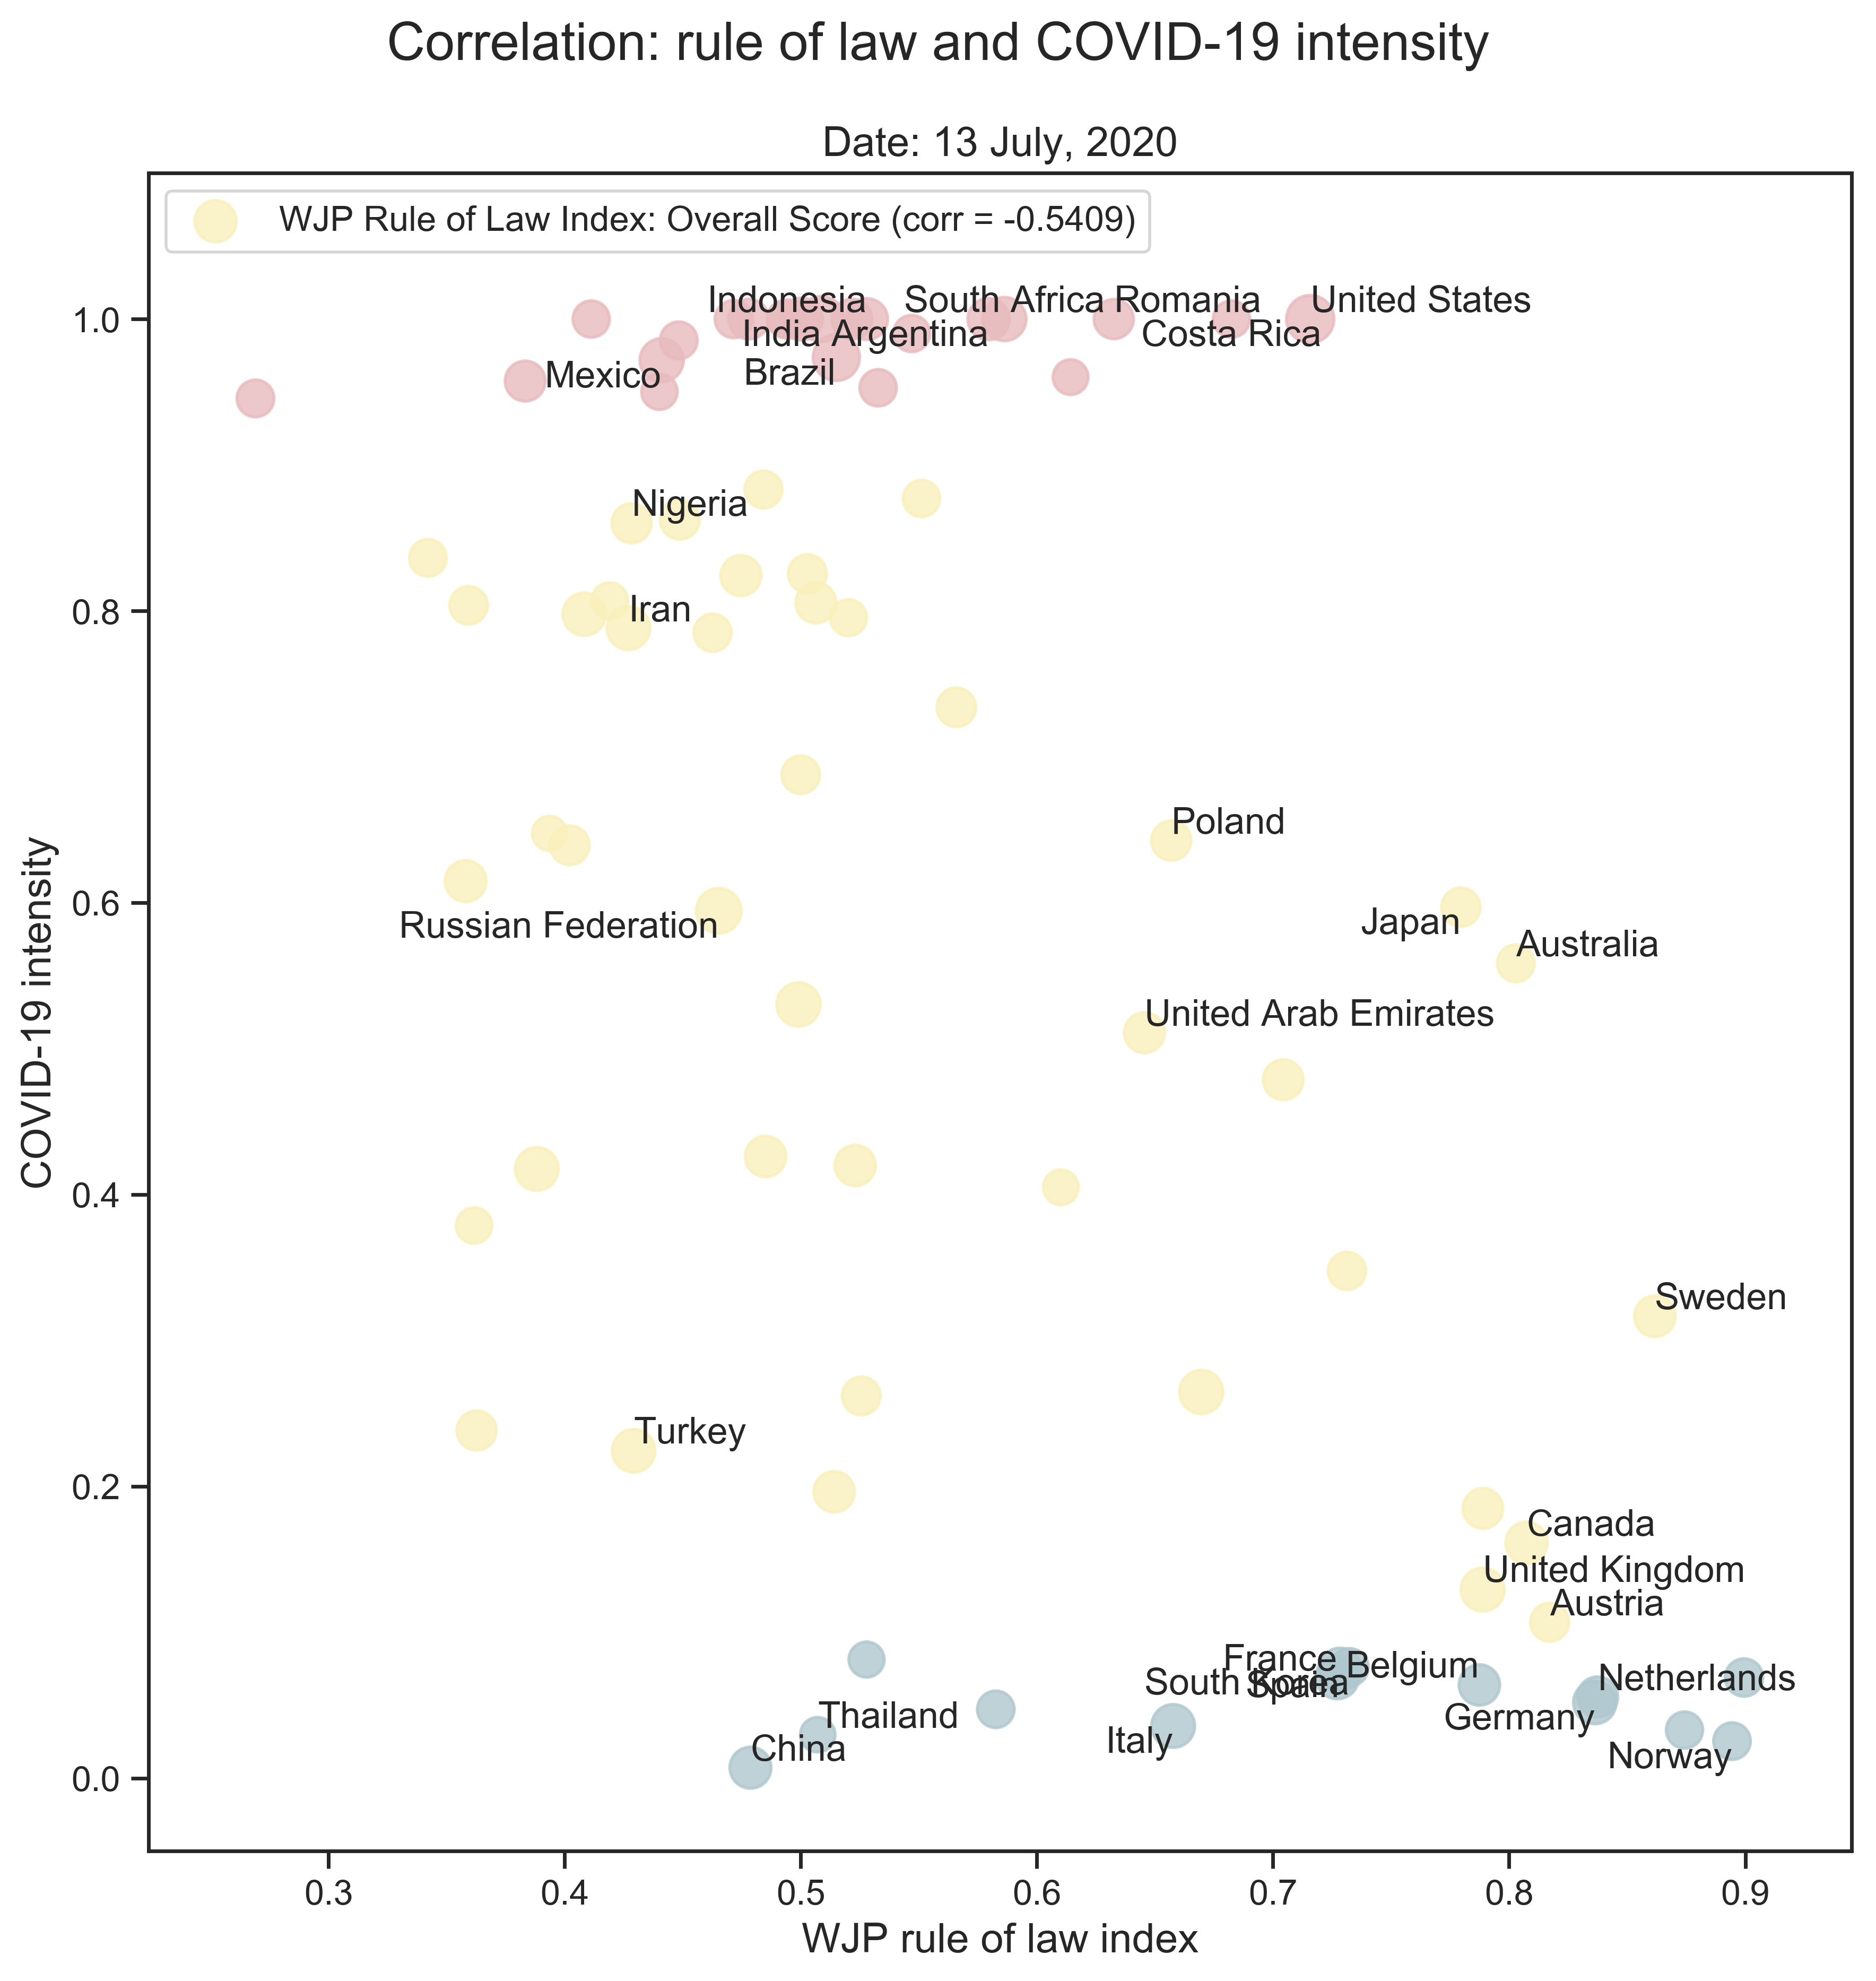 Correlation: rule of law and COVID-19 intensity
Date: 13 July, 2020
WJP Rule of Law Index: Overall Score (corr = -0.5409)
Indonesia
South Africa
Romania
United States
India
Argentina
Costa Rica
Mexico
Brazil
Nigeria
Iran
Poland
Russian Federation
Japan
Australia
United Arab Emirates
Sweden
Turkey
Canada
United Kingdom
Austria
France
Belgium
South Korea
Spain
Netherlands
Thailand
Germany
Italy
China
Norway
COVID-19 intensity
1.0
0.8
0.6
0.4
0.2
0.0
0.3
0.4
0.5
0.6
0.7
0.8
0.9
WJP rule of law index